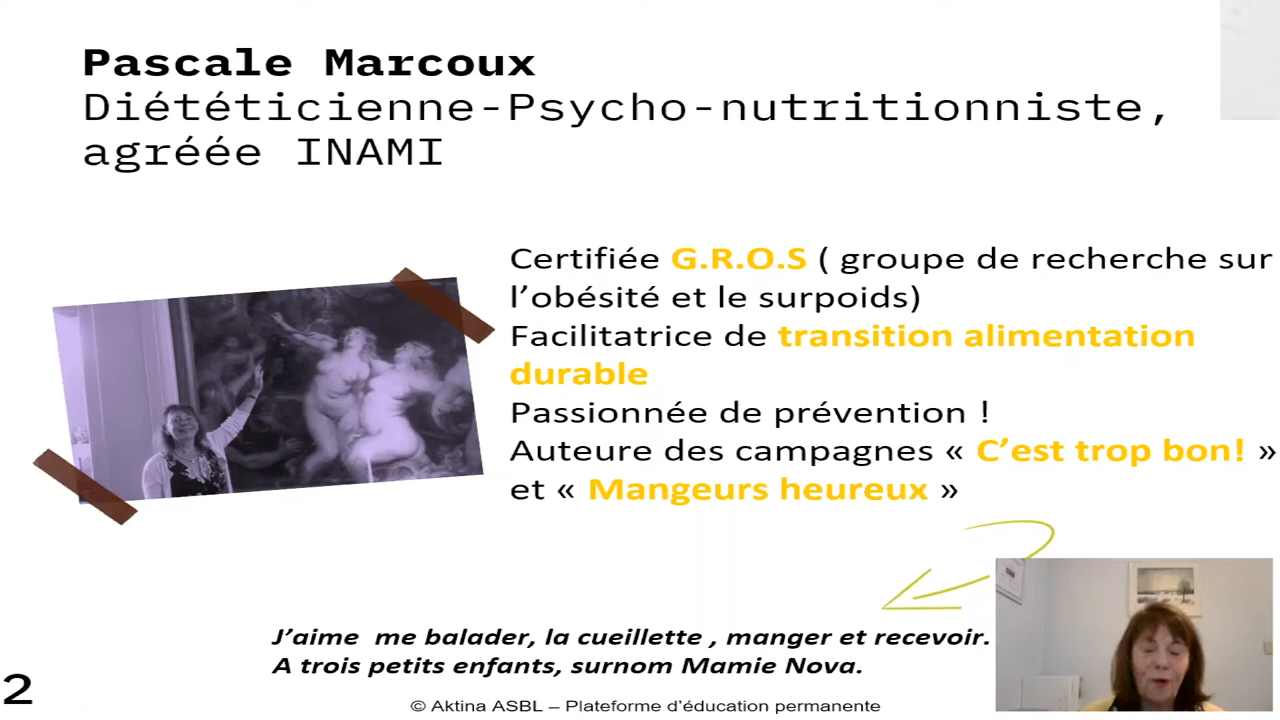 Pascale Marcoux
Diététicienne-Psycho-nutritionniste,
agréée INAMI
Certifiée G.R.O.S ( groupe de recherche sur
l’obésité et le surpoids)
Facilitatrice de transition alimentation
durable
Passionnée de prévention !
Auteure des campagnes « C’est trop bon! »
et « Mangeurs heureux »
J’aime me balader, la cueillette , manger et recevoir.
A trois petits enfants, surnom Mamie Nova.
2
© Aktina ASBL – Plateforme d’éducation permanente